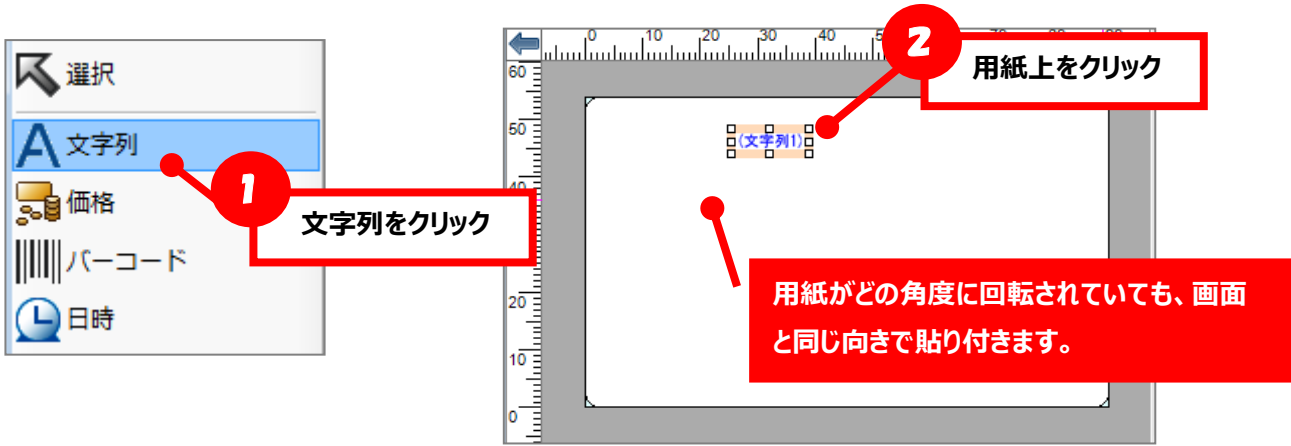 選択
文字列
価格
バーコード
日時
1
文字列をクリック
0 10 20 30 40
60
50
40
20
10
0
(文字列1)
2
用紙上をクリック
用紙がどの角度に回転されていても、画面
と同じ向きで貼り付きます。